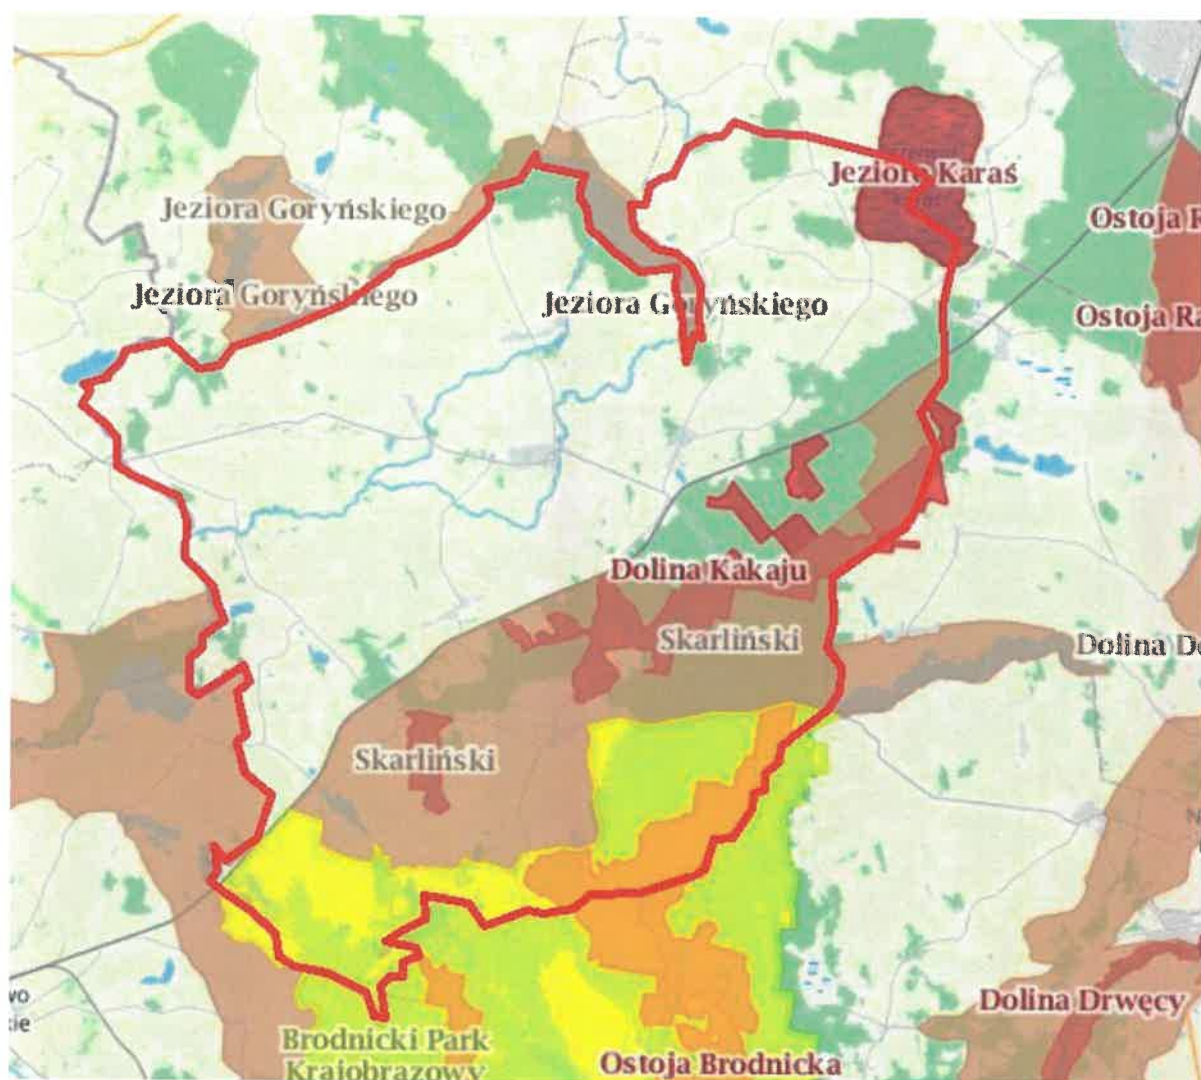 Jezioro Karaś
Jeziora Goryńskiego
Ostoja
Jeziora Goryńskiego
Jeziora Goryńskiego
Ostoja
Dolina Kakaju
Skarliński
Dolina
Skarliński
Dolina Drwęcy
Brodnicki Park
Krajobrazowy
Ostoja Brodnicka